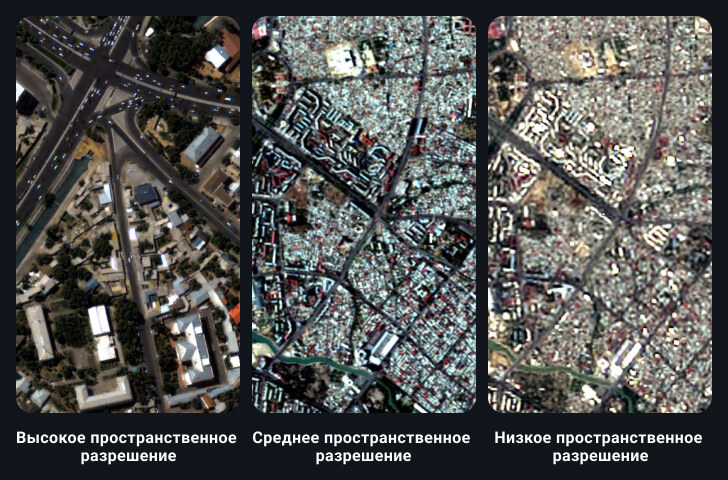 Высокое пространственное
разрешение
Среднее пространственное
разрешение
Низкое пространственное
разрешение